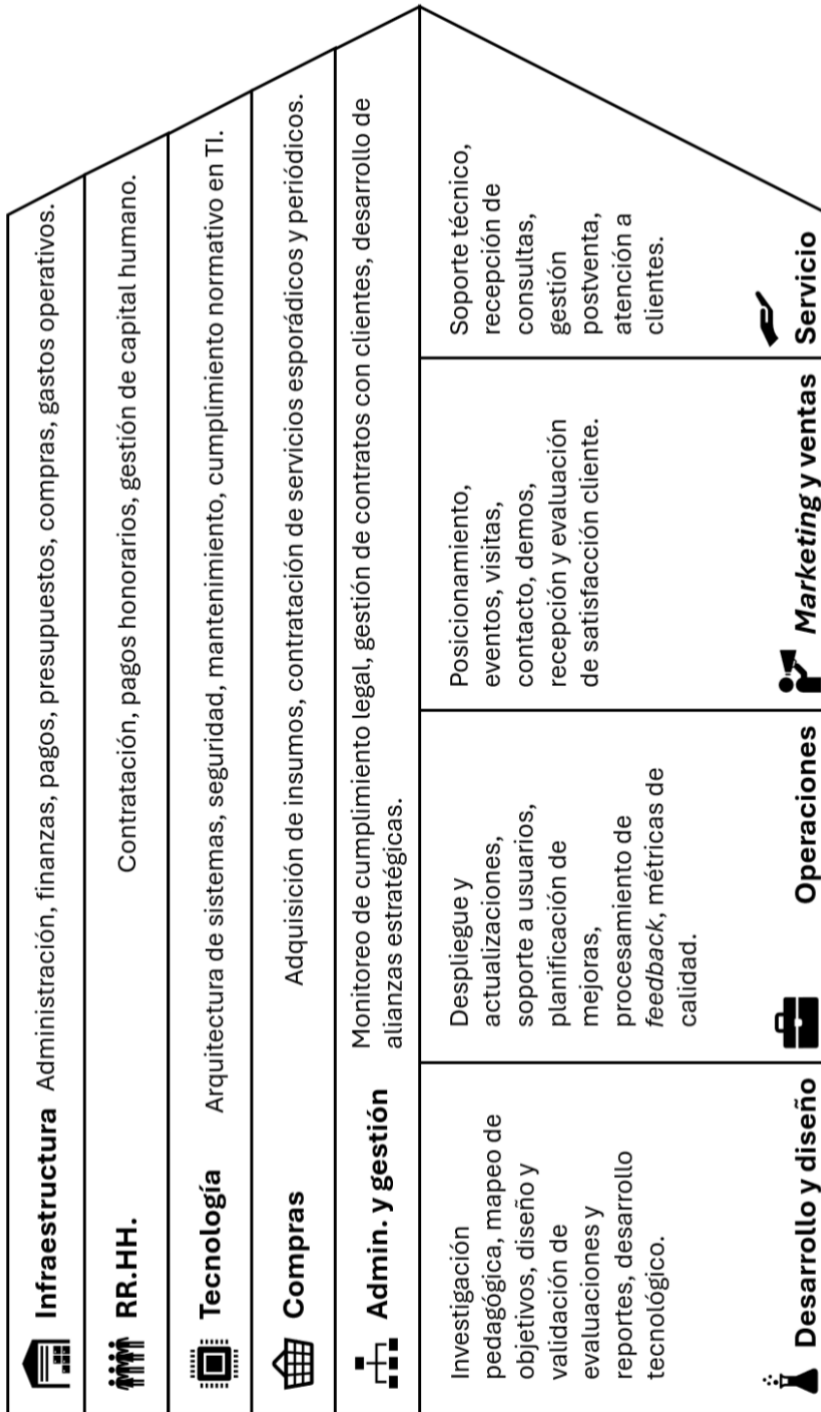 Infraestructura Administración, finanzas, pagos, presupuestos, compras, gastos operativos.
RR.HH. Contratación, pagos honorarios, gestión de capital humano.
Tecnología Arquitectura de sistemas, seguridad, mantenimiento, cumplimiento normativo en TI.
Compras Adquisición de insumos, contratación de servicios esporádicos y periódicos.
Admin. y gestión Monitoreo de cumplimiento legal, gestión de contratos con clientes, desarrollo de
alianzas estratégicas.
Investigación
pedagógica, mapeo de
objetivos, diseño y
validación de
evaluaciones y
reportes, desarrollo
tecnológico.
Desarrollo y diseño
Despliegue y
actualizaciones,
soporte a usuarios,
planificación de
mejoras,
procesamiento de
feedback, métricas de
calidad.
Operaciones
Posicionamiento,
eventos, visitas,
contacto, demos,
recepción y evaluación
de satisfacción cliente.
Marketing y ventas
Soporte técnico,
recepción de
consultas,
gestión
postventa,
atención a
clientes.
Servicio